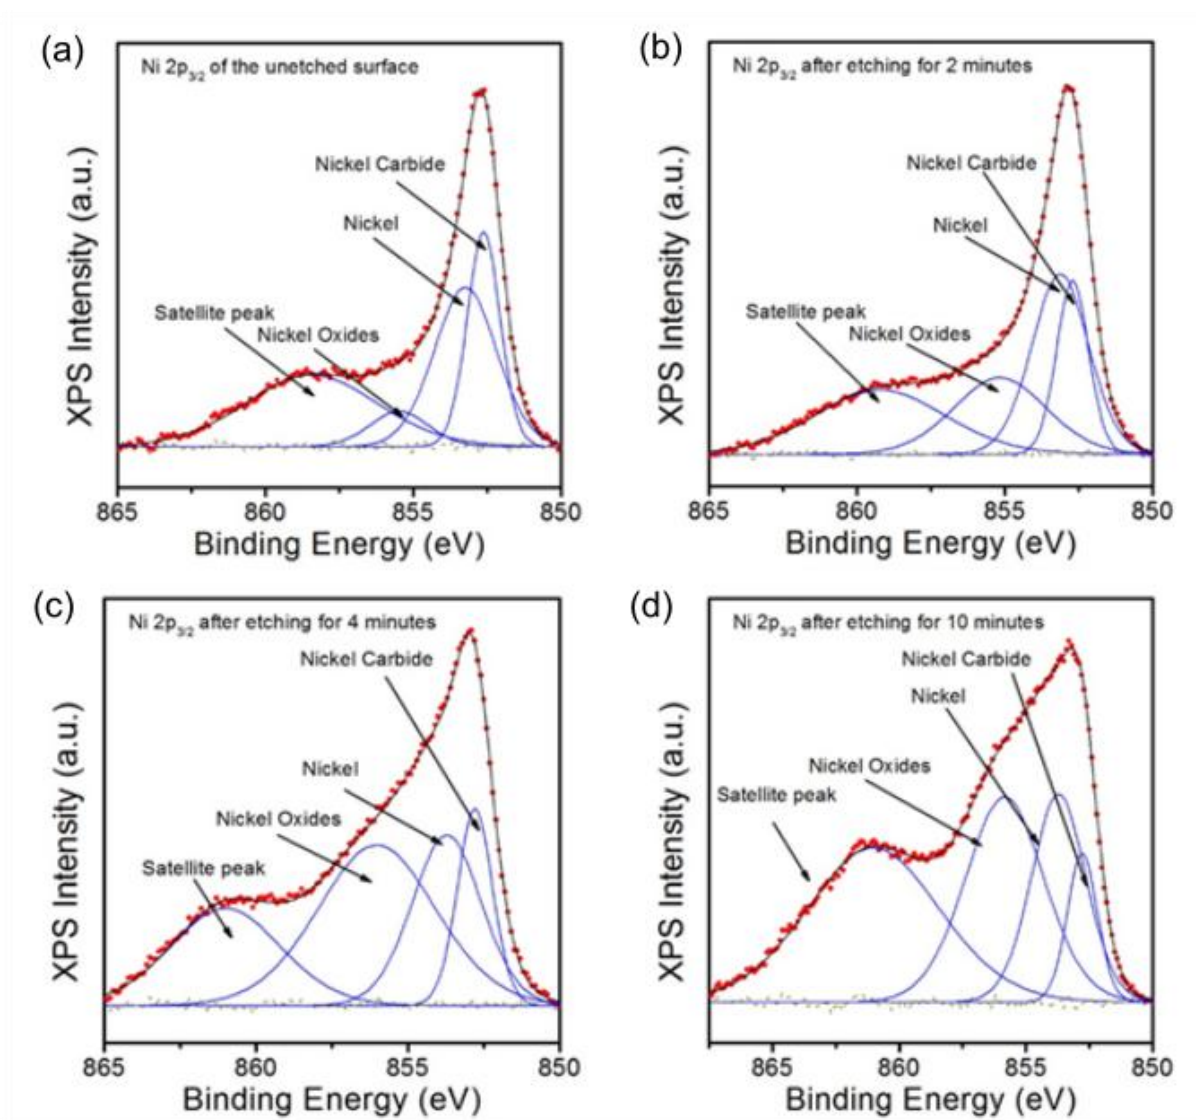 (a)
Ni 2p3/2 of the unetched surface
Nickel Carbide
Nickel
Satellite peak
Nickel Oxides
XPS Intensity (a.u.)
865 860 855 850
Binding Energy (eV)
(b)
Ni 2p3/2 after etching for 2 minutes
Nickel Carbide
Nickel
Satellite peak
Nickel Oxides
XPS Intensity (a.u.)
865 860 855 850
Binding Energy (eV)
(c)
Ni 2p3/2 after etching for 4 minutes
Nickel Carbide
Nickel
Nickel Oxides
Satellite peak
XPS Intensity (a.u.)
865 860 855 850
Binding Energy (eV)
(d)
Ni 2p3/2 after etching for 10 minutes
Nickel Carbide
Nickel
Nickel Oxides
Satellite peak
XPS Intensity (a.u.)
865 860 855 850
Binding Energy (eV)